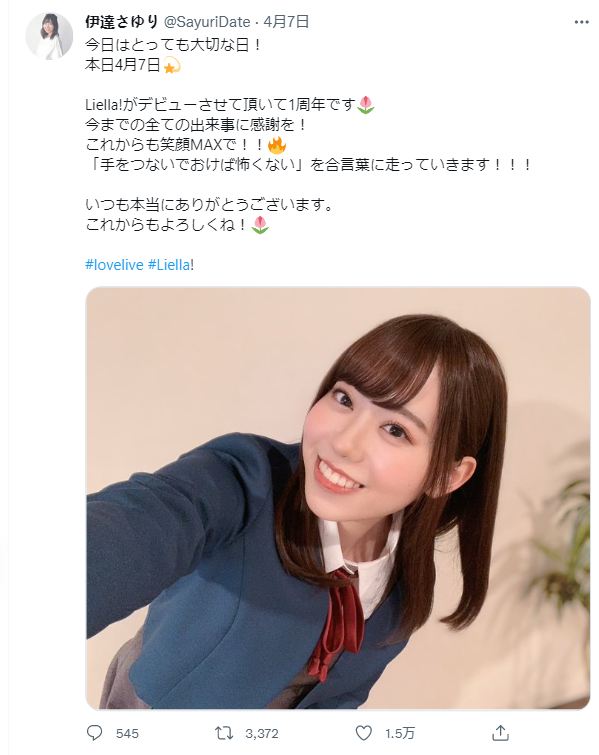 伊達さゆり @SayuriDate · 4月7日
今日はとっても大切な日！
本日4月7日💫
Liella!がデビューさせて頂いて1周年です🌷
今までの全ての出来事に感謝を！
これからも笑顔MAXで！！🔥
「手をつないでおけば怖くない」を合言葉に走っていきます！！！
いつも本当にありがとうございます。
これからもよろしくね！🌷
#lovelive #Liella!
545 3,372 1.5万